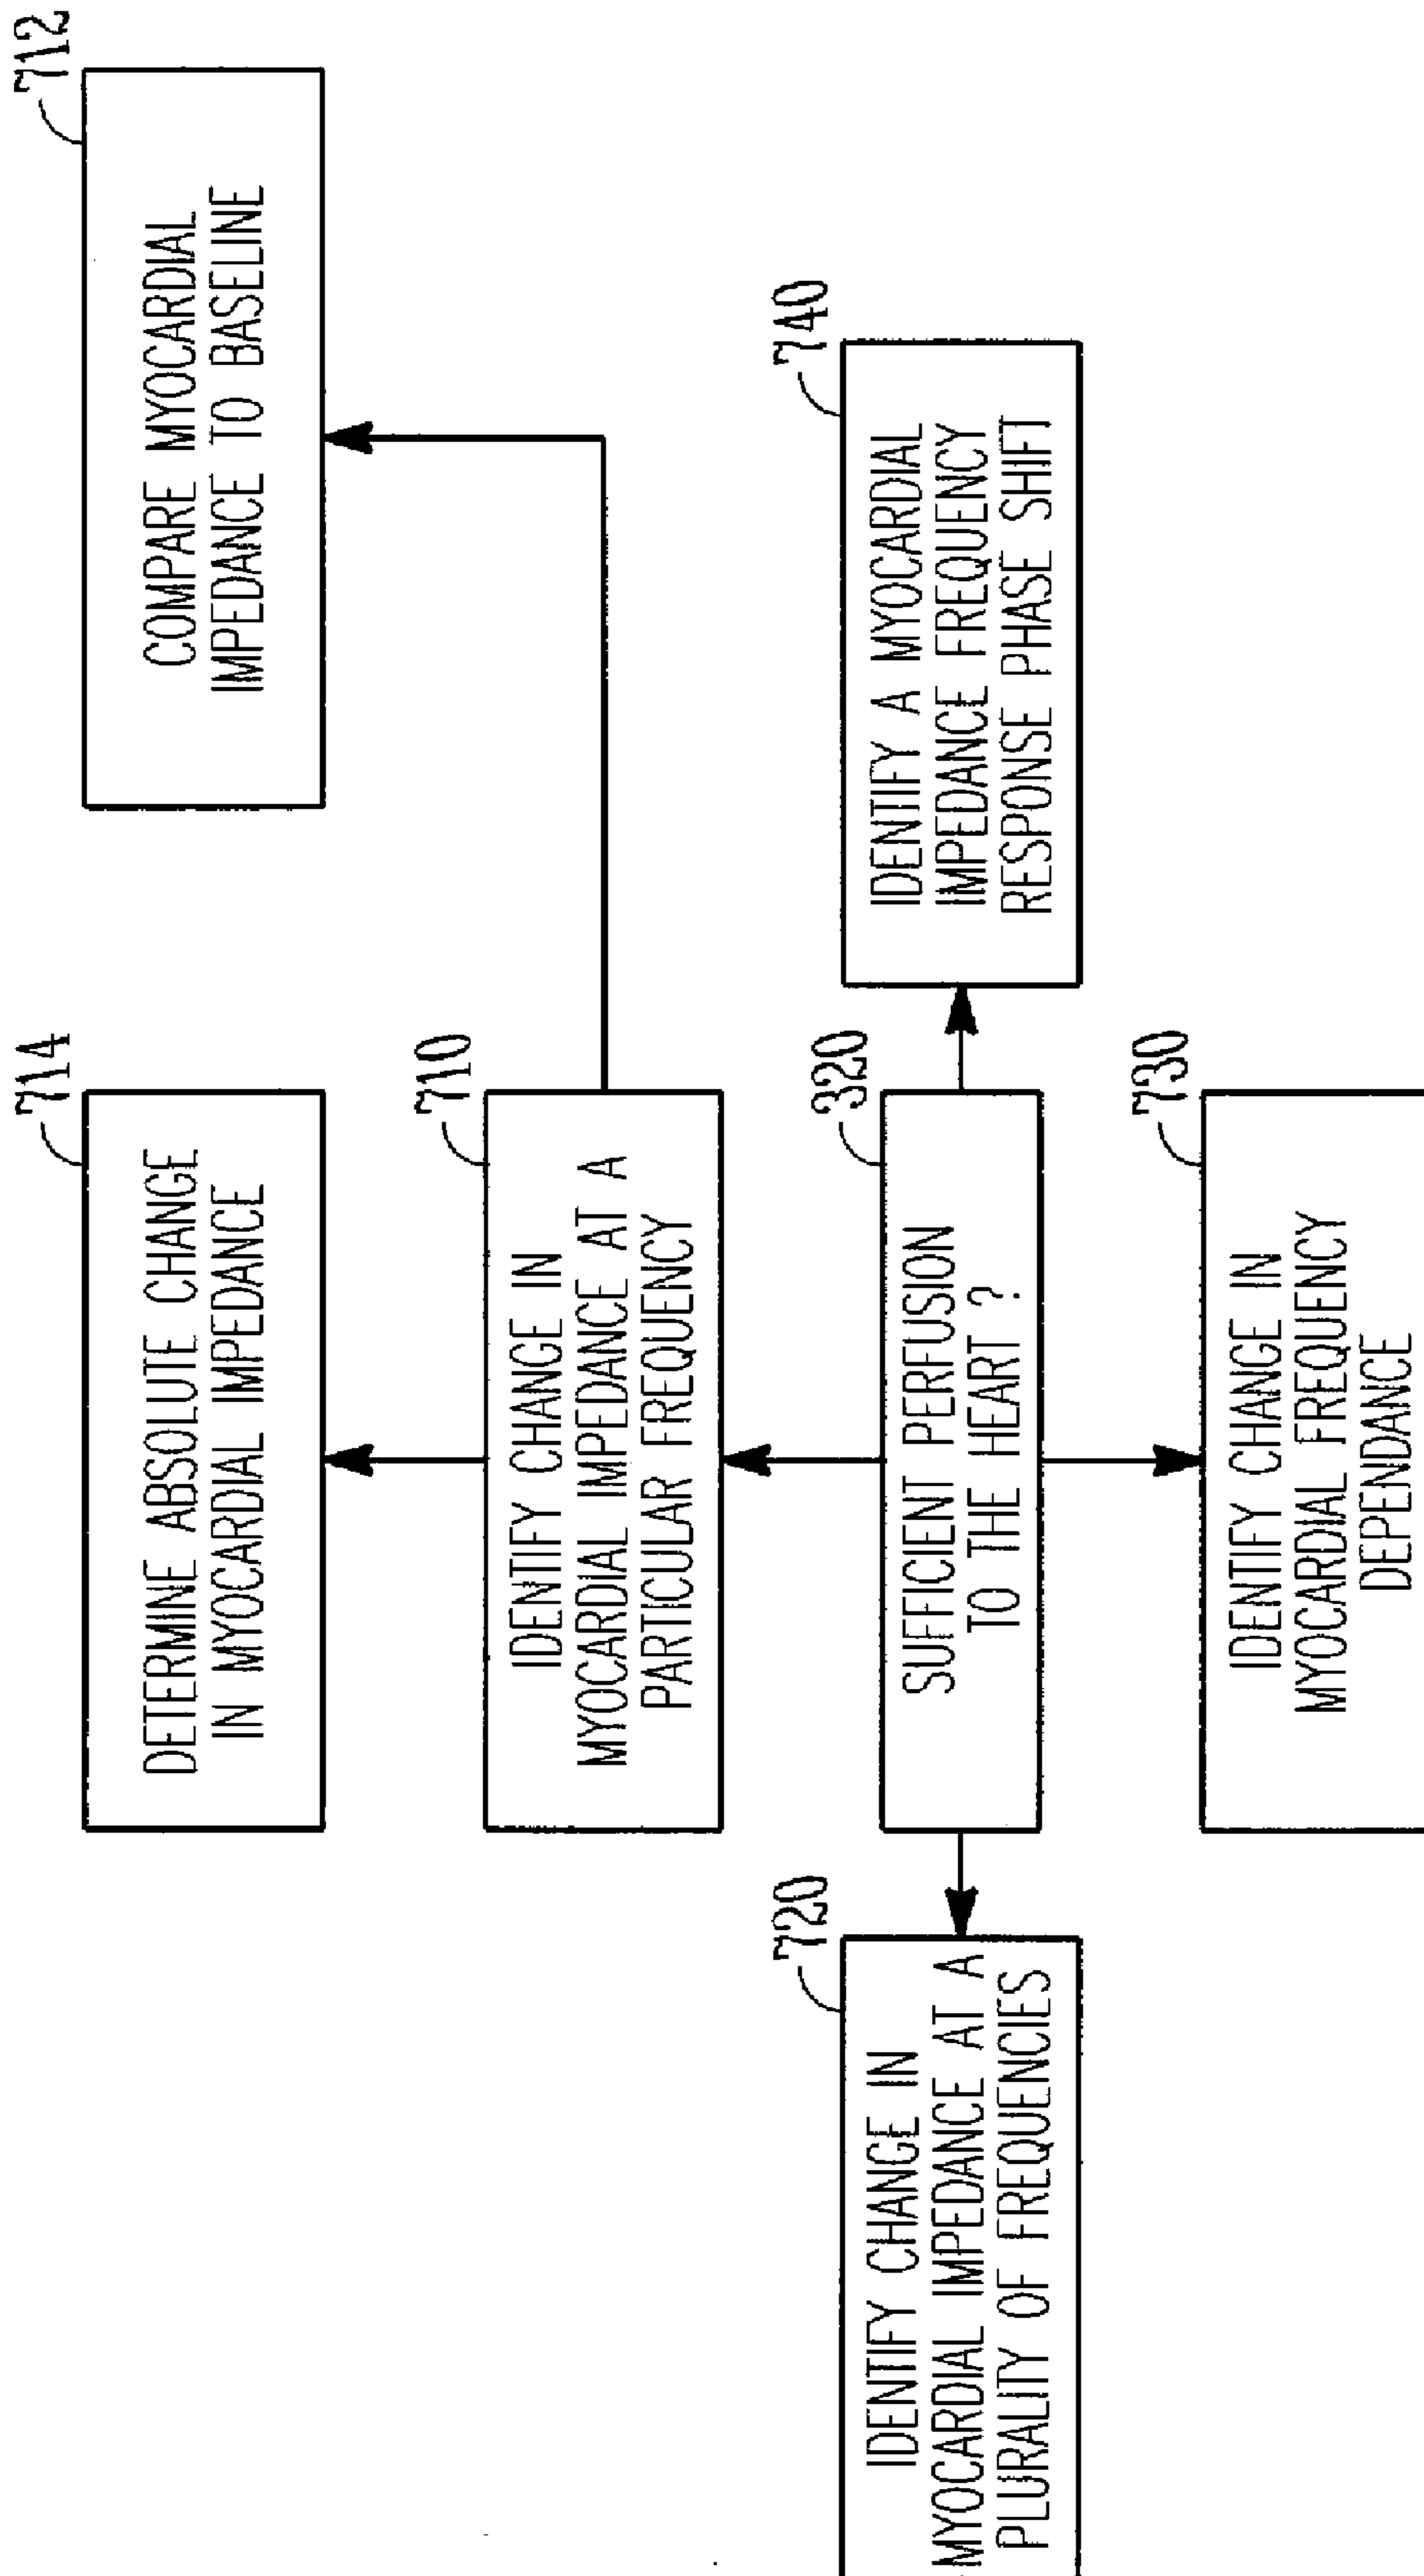 714
DETERMINE ABSOLUTE CHANGE
IN MYOCARDIAL IMPEDANCE
712
COMPARE MYOCARDIAL
IMPEDANCE TO BASELINE
710
IDENTIFY CHANGE IN
MYOCARDIAL IMPEDANCE AT A
PARTICULAR FREQUENCY
720
IDENTIFY CHANGE IN
MYOCARDIAL IMPEDANCE AT A
PLURALITY OF FREQUENCIES
320
SUFFICIENT PERFUSION
TO THE HEART ?
740
IDENTIFY A MYOCARDIAL
IMPEDANCE FREQUENCY
RESPONSE PHASE SHIFT
730
IDENTIFY CHANGE IN
MYOCARDIAL FREQUENCY
DEPENDANCE